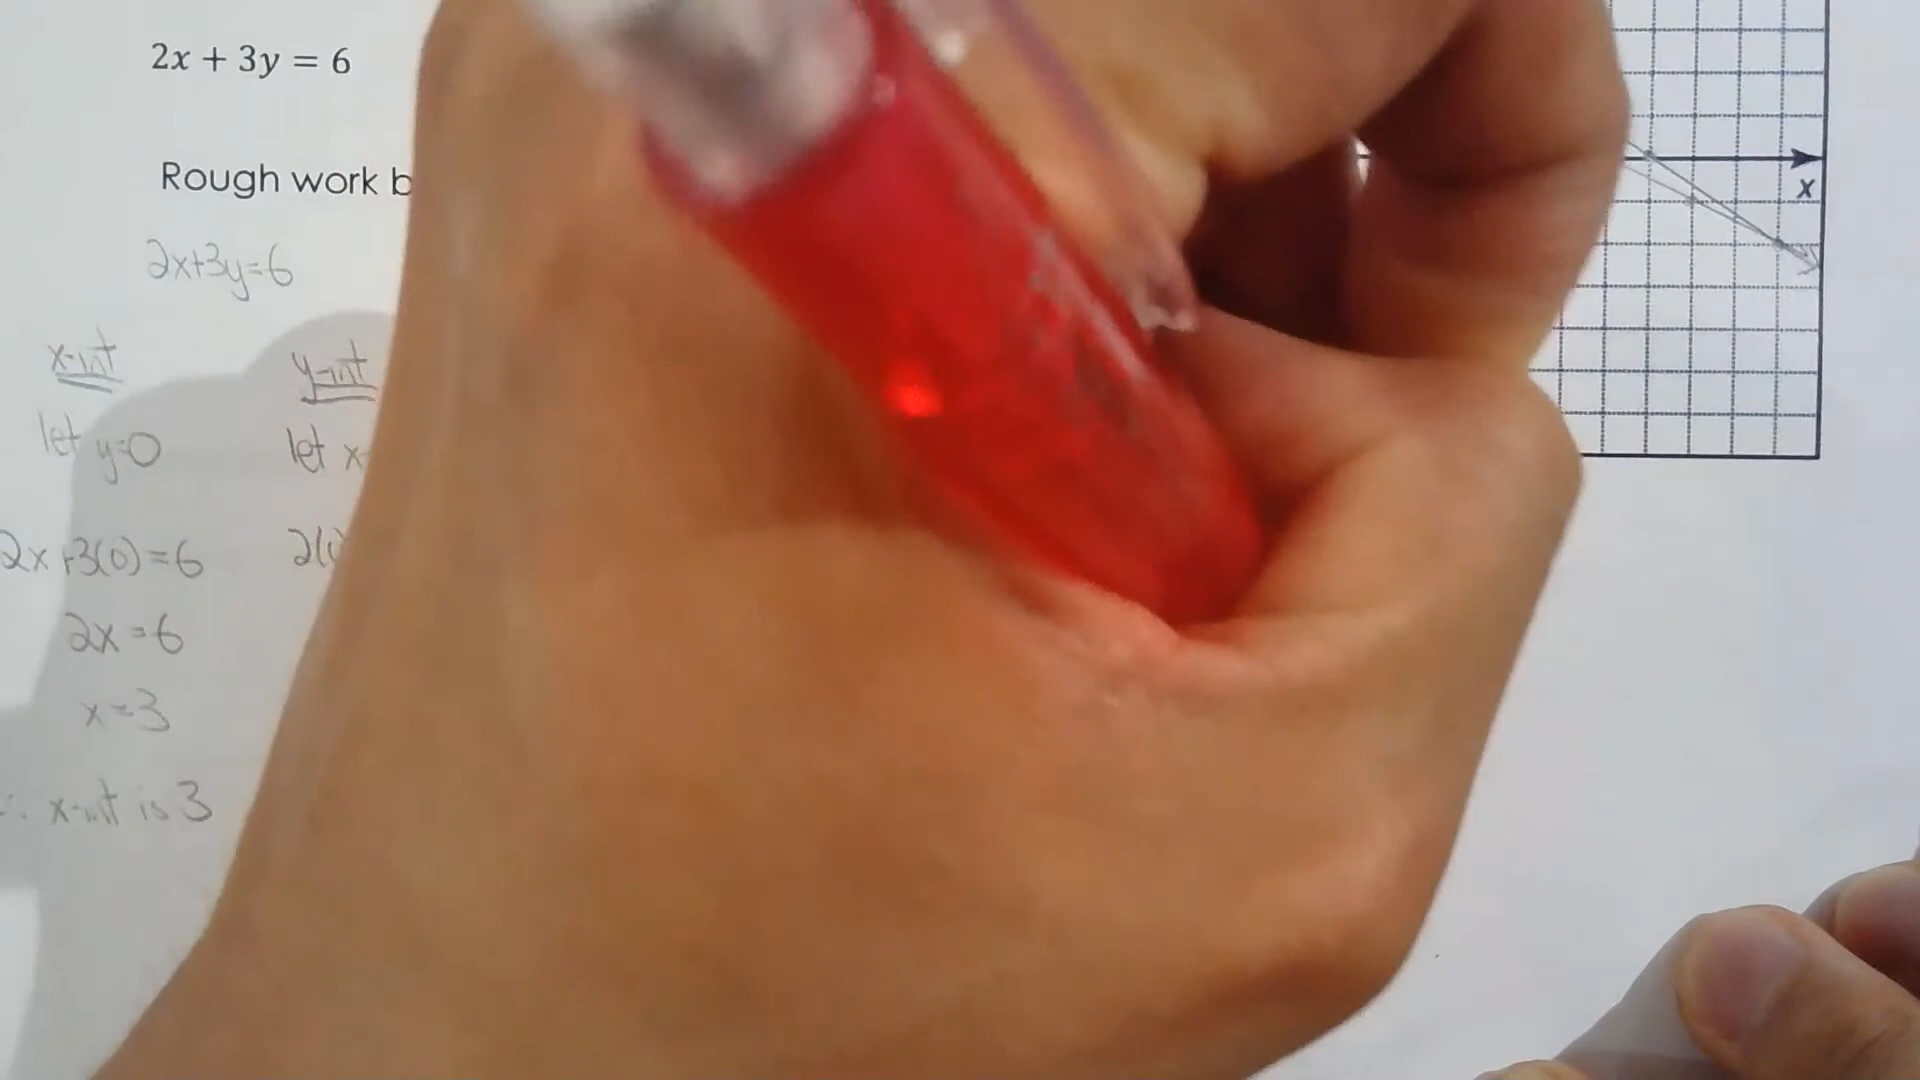 2x + 3y = 6
Rough work b
x
2x+3y=6
x-int
let y=0
2x+3(0)=6
2x=6
x=3
∴ x-int is 3
y-int
let x
2(